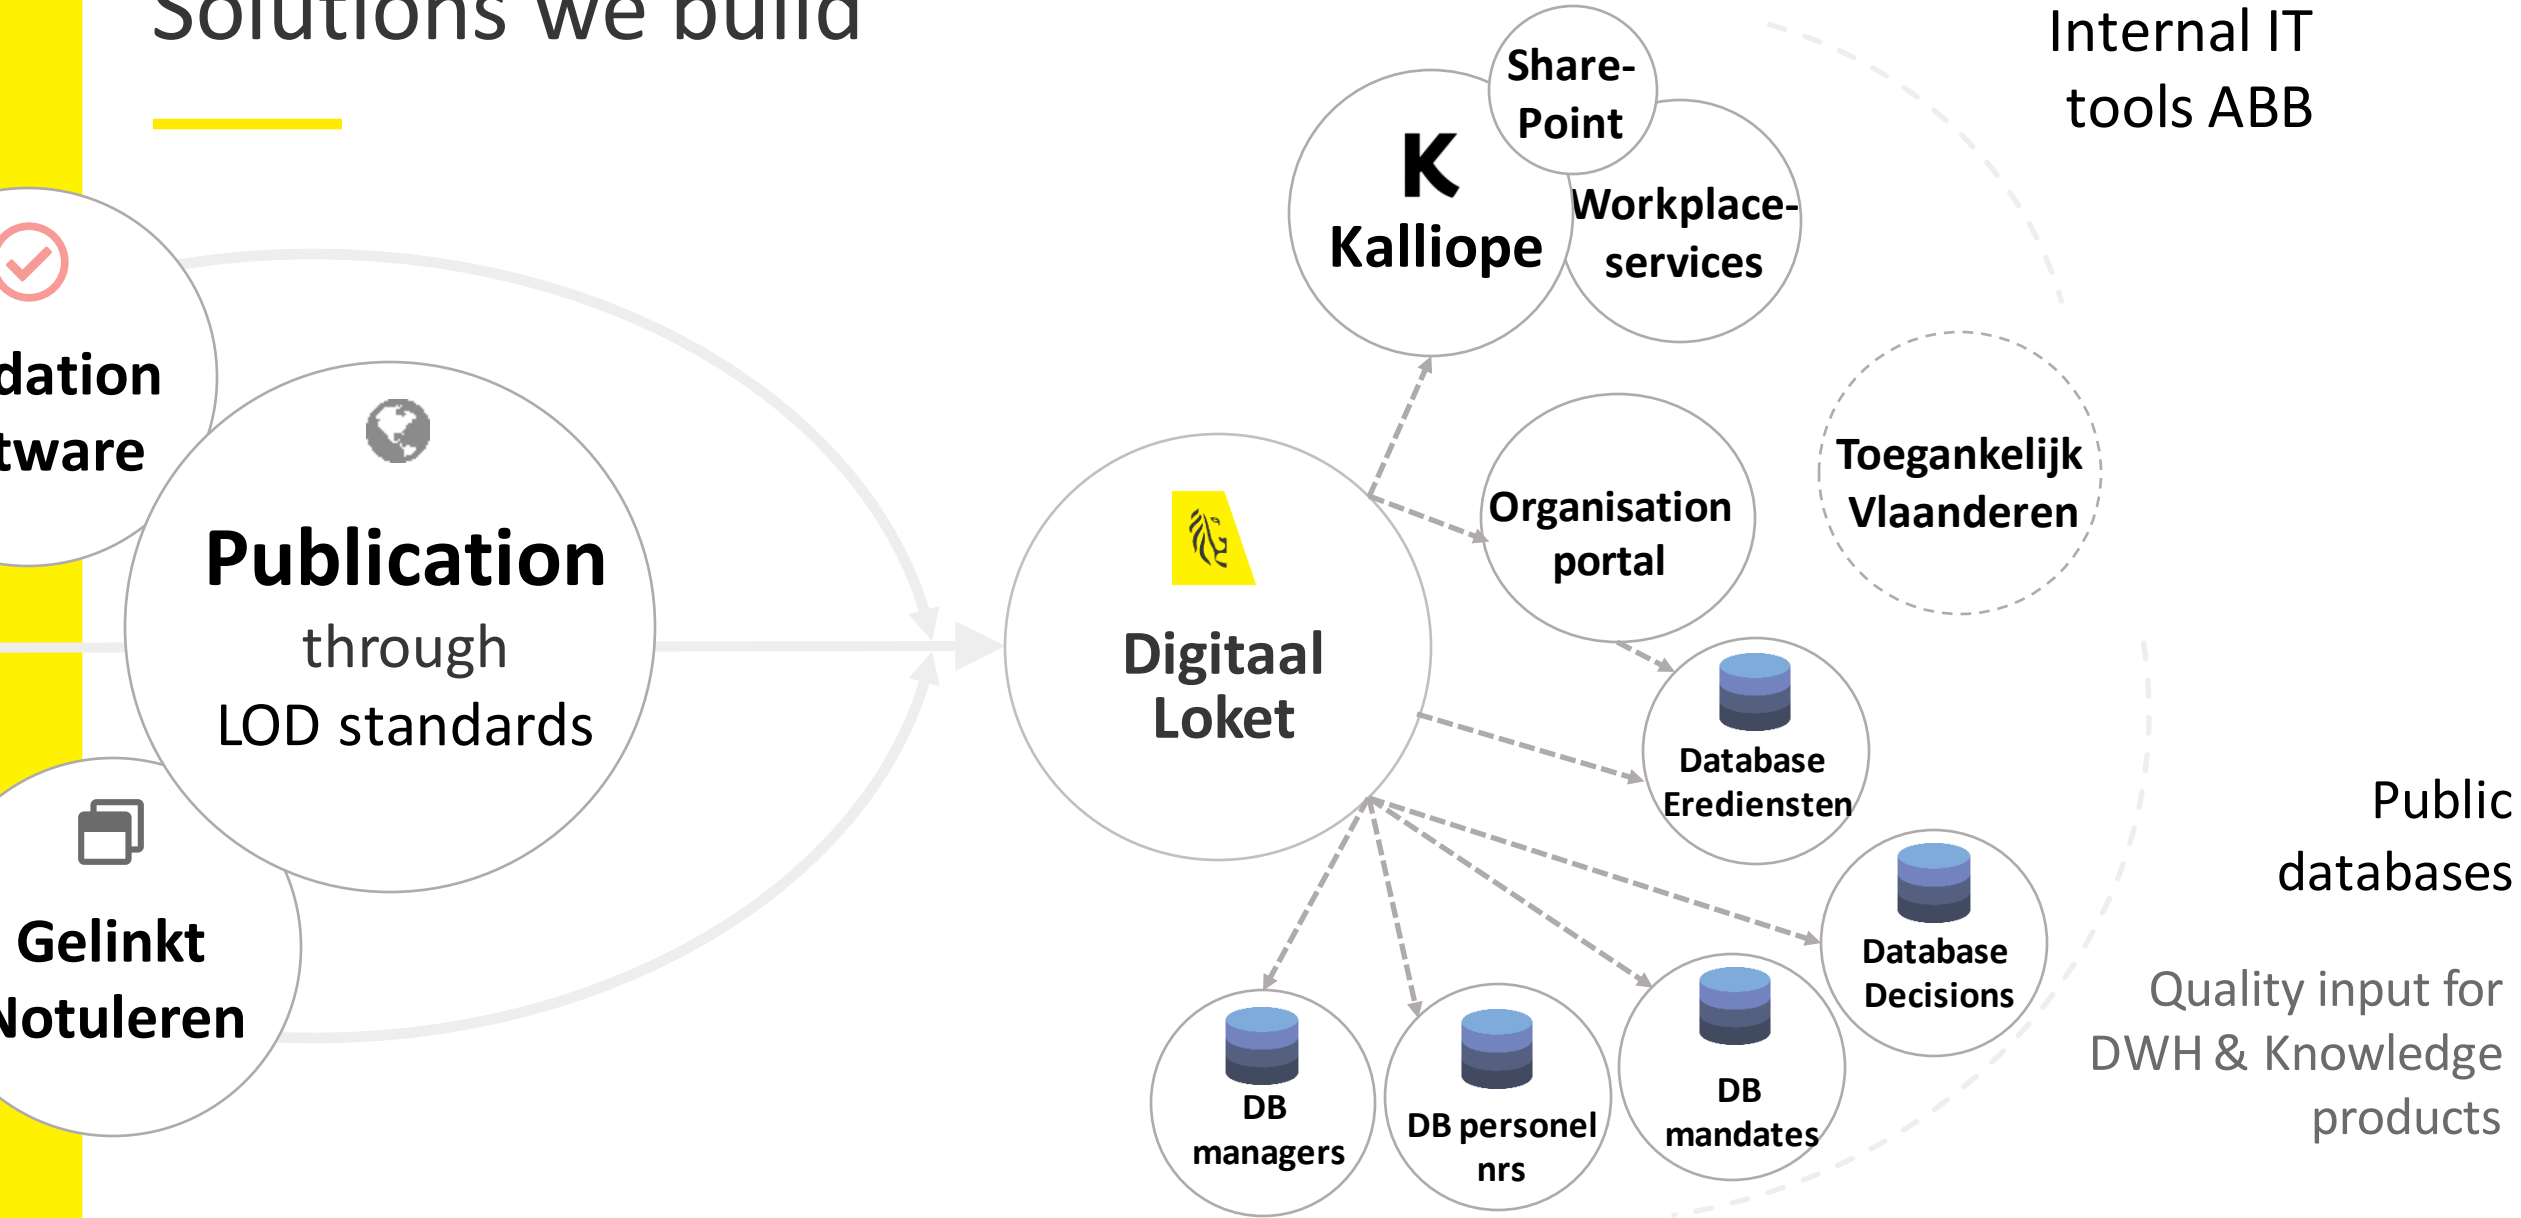 Solutions we build
Internal IT
tools ABB
Share-
Point
K
Kalliope
Workplace-
services
dation
tware
Publication
through
LOD standards
Gelinkt
Notuleren
Digitaal
Loket
Organisation
portal
Toegankelijk
Vlaanderen
Database
Erediensten
Database
Decisions
DB
mandates
DB personel
nrs
DB
managers
Public
databases
Quality input for
DWH & Knowledge
products